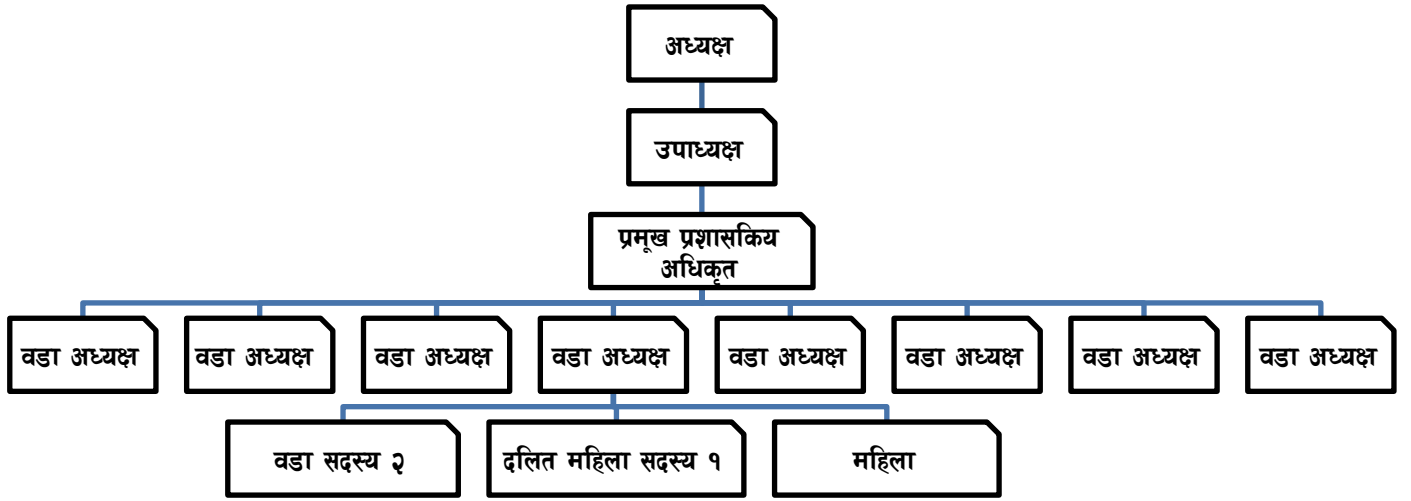 अध्यक्ष
उपाध्यक्ष
प्रमूख प्रशासकिय
अधिकृत
वडा अध्यक्ष
वडा अध्यक्ष
वडा अध्यक्ष
वडा अध्यक्ष
वडा अध्यक्ष
वडा अध्यक्ष
वडा अध्यक्ष
वडा अध्यक्ष
वडा सदस्य २
दलित महिला सदस्य १
महिला